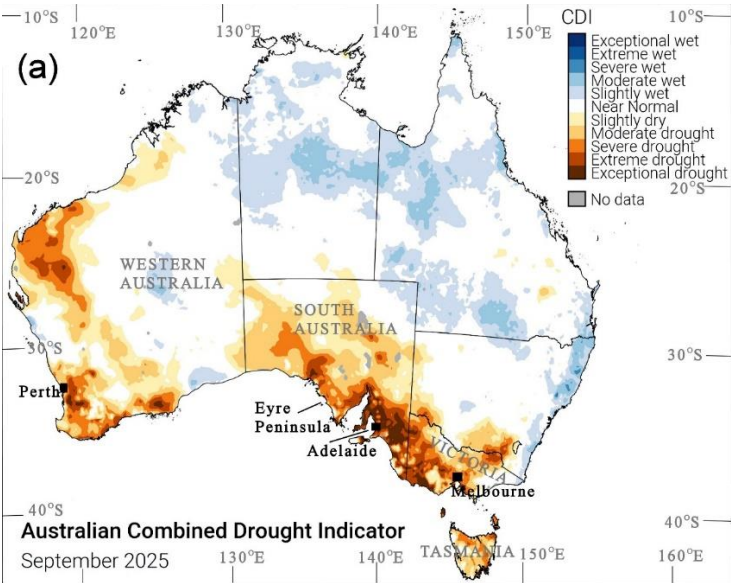 10°S
120°E
130°E
140°E
150°E
10°S
CDI
(a)
Exceptional wet
Extreme wet
Severe wet
Moderate wet
Slightly wet
Near Normal
Slightly dry
Moderate drought
Severe drought
Extreme drought
Exceptional drought
No data
20°S
20°S
WESTERN
AUSTRALIA
SOUTH
AUSTRALIA
30°S
30°S
Perth
Eyre
Peninsula
Adelaide
VICTORIA
Melbourne
40°S
40°S
Australian Combined Drought Indicator
September 2025
TASMANIA
130°E
140°E
150°E
160°E